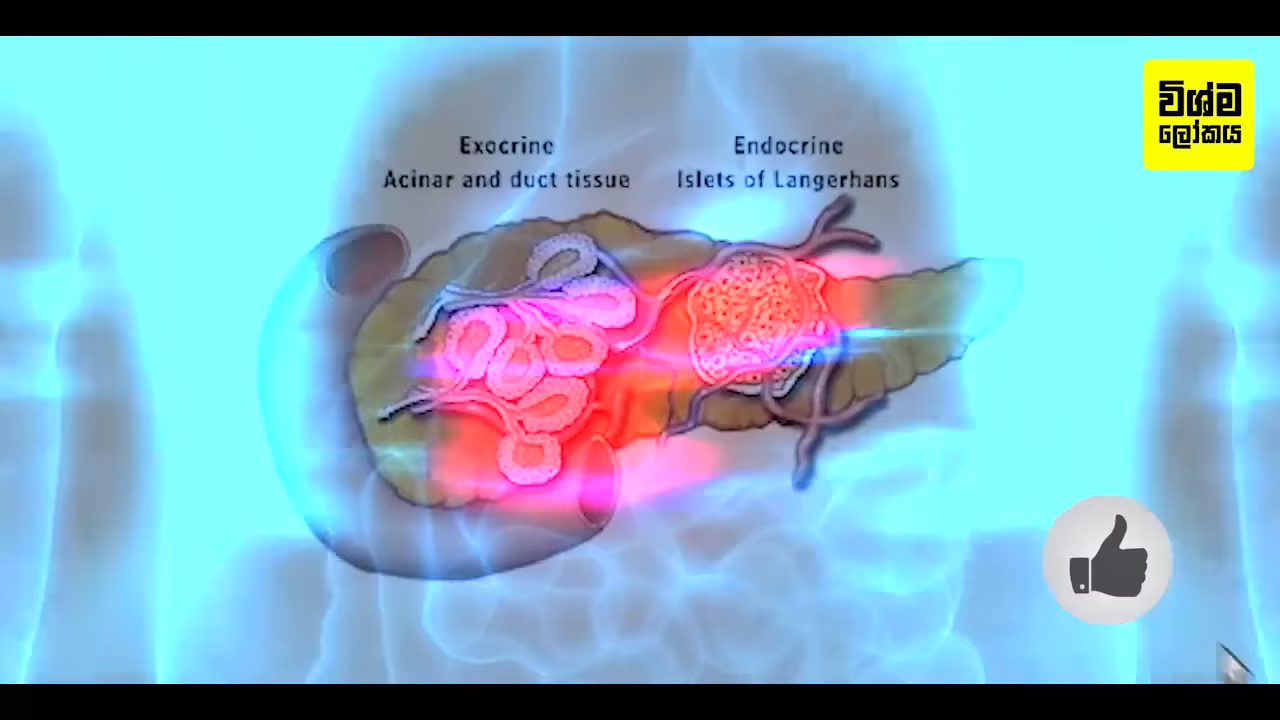 Exocrine
Acinar and duct tissue
Endocrine
Islets of Langerhans
විශ්ම
ලෝකය